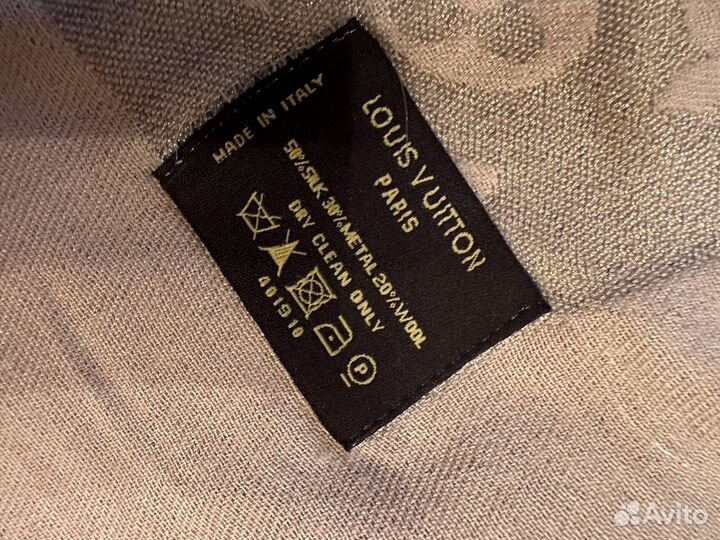 LOUIS VUITTON
PARIS
MADE IN ITALY
50% SILK 30% METAL 20% WOOL
DRY CLEAN ONLY
P
401910
Avito